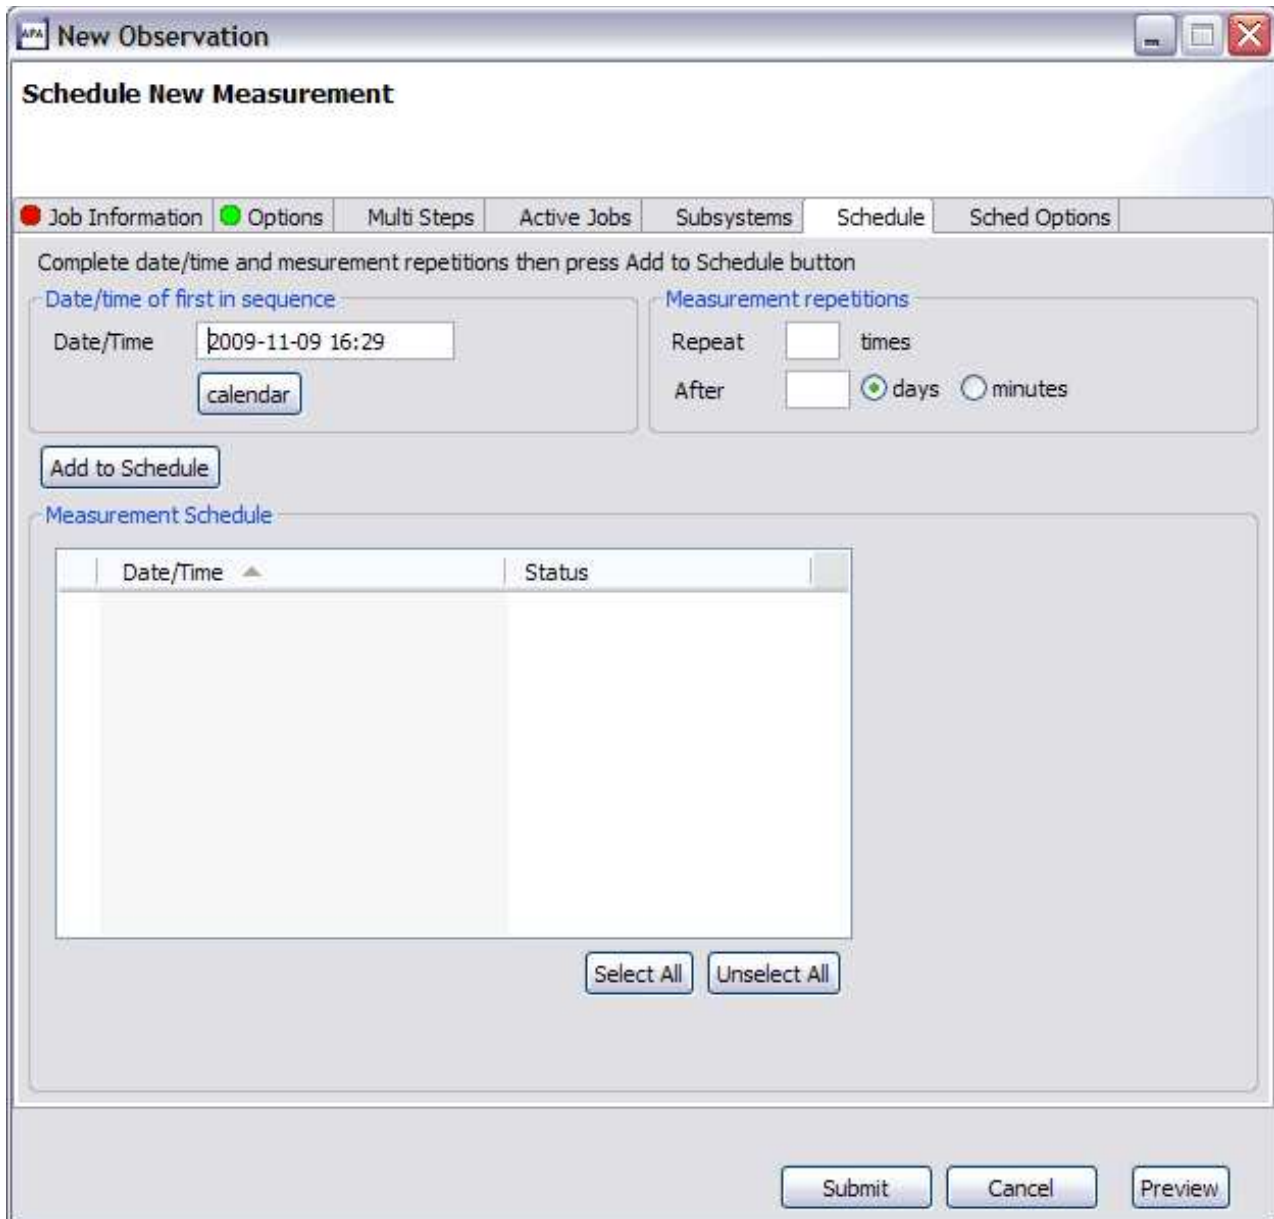 APA New Observation
Schedule New Measurement
Job Information Options Multi Steps Active Jobs Subsystems Schedule Sched Options
Complete date/time and mesurement repetitions then press Add to Schedule button
Date/time of first in sequence
Date/Time 2009-11-09 16:29
calendar
Measurement repetitions
Repeat times
After days minutes
Add to Schedule
Measurement Schedule
Date/Time Status
Select All Unselect All
Submit Cancel Preview